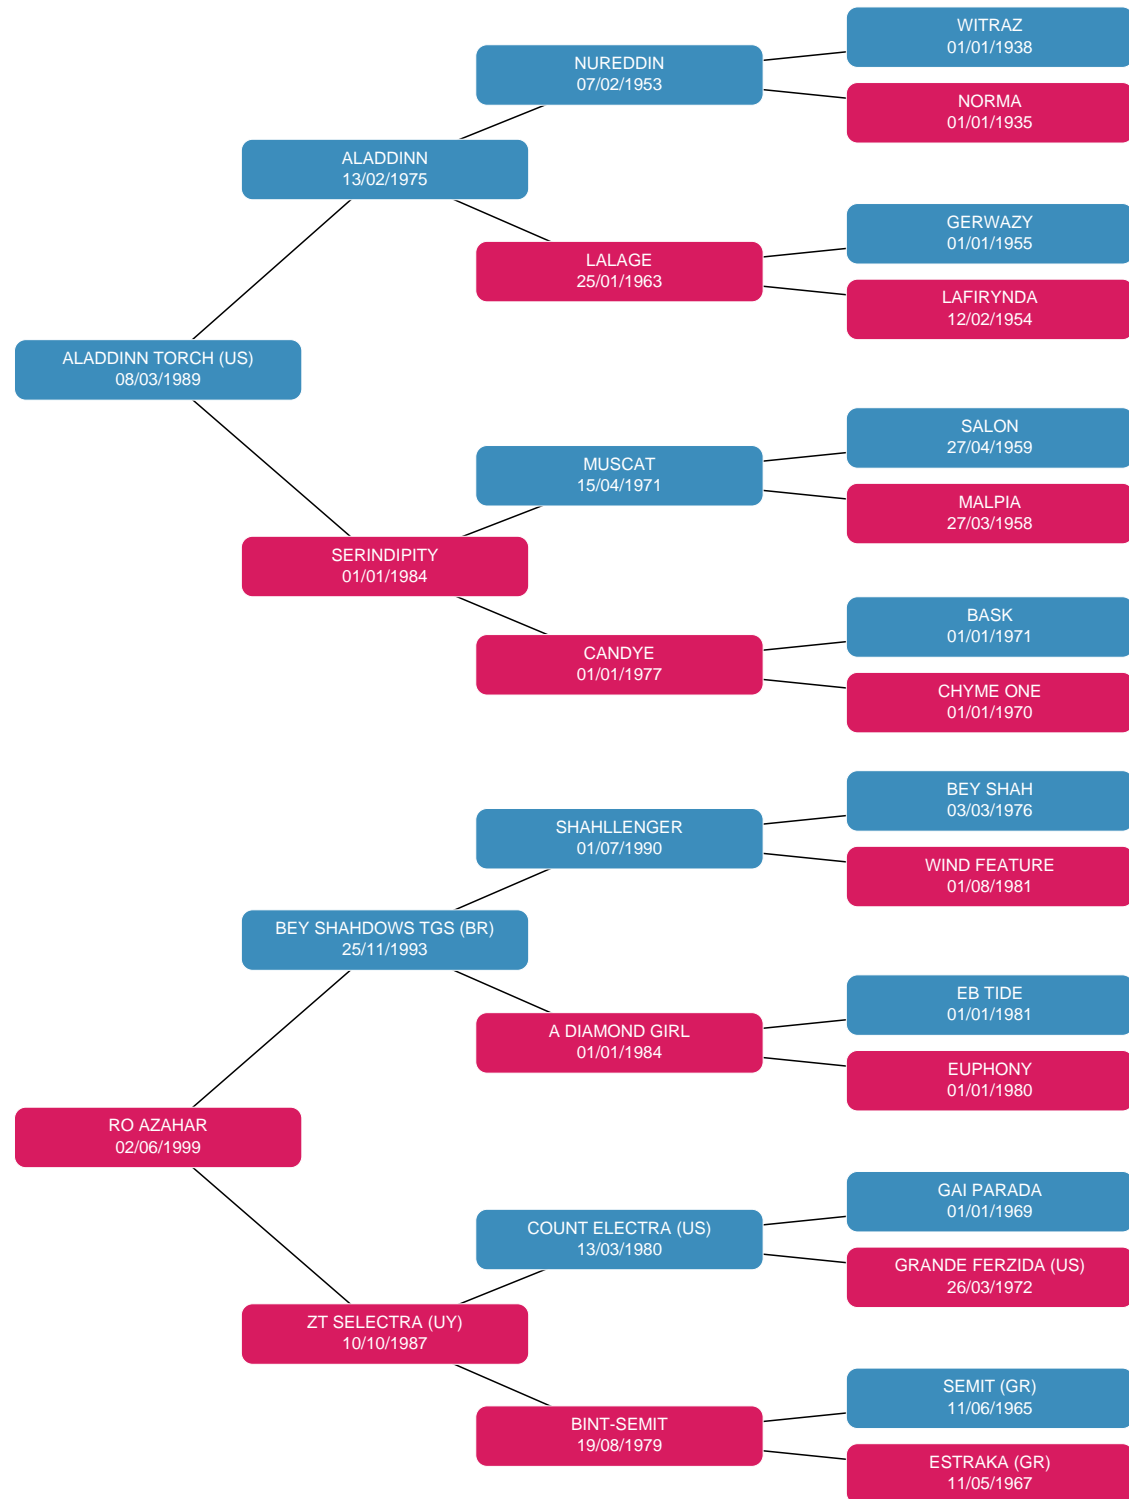 WITRAZ
01/01/1938
NUREDDIN
07/02/1953
NORMA
01/01/1935
ALADDINN
13/02/1975
GERWAZY
01/01/1955
LALAGE
25/01/1963
LAFIRYNDA
12/02/1954
ALADDINN TORCH (US)
08/03/1989
SALON
27/04/1959
MUSCAT
15/04/1971
MALPIA
27/03/1958
SERINDIPITY
01/01/1984
BASK
01/01/1971
CANDYE
01/01/1977
CHYME ONE
01/01/1970
BEY SHAH
03/03/1976
SHAHLLENGER
01/07/1990
WIND FEATURE
01/08/1981
BEY SHAHDOWS TGS (BR)
25/11/1993
EB TIDE
01/01/1981
A DIAMOND GIRL
01/01/1984
EUPHONY
01/01/1980
RO AZAHAR
02/06/1999
GAI PARADA
01/01/1969
COUNT ELECTRA (US)
13/03/1980
GRANDE FERZIDA (US)
26/03/1972
ZT SELECTRA (UY)
10/10/1987
SEMIT (GR)
11/06/1965
BINT-SEMIT
19/08/1979
ESTRAKA (GR)
11/05/1967